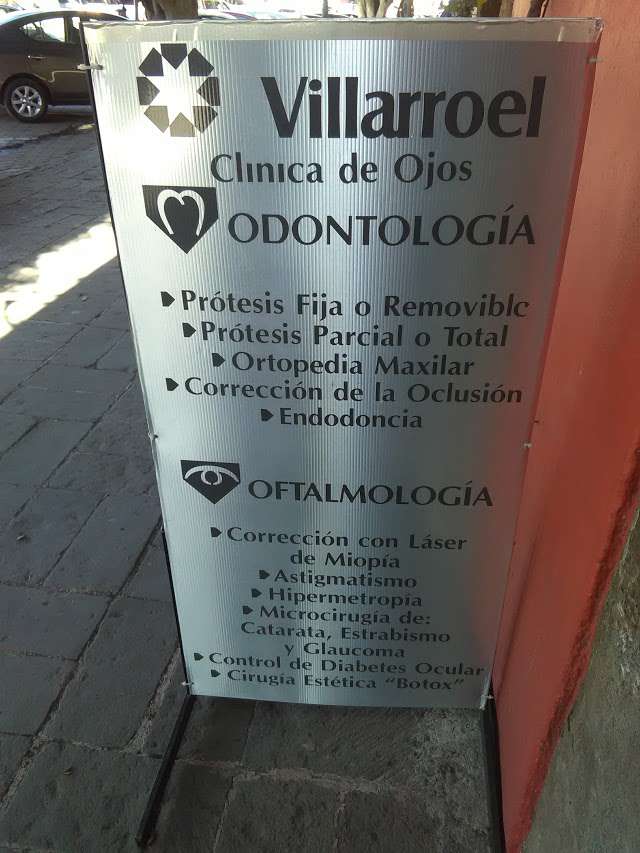 Villarroel
Clínica de Ojos
ODONTOLOGÍA
Prótesis Fija o Removible
Prótesis Parcial o Total
Ortopedia Maxilar
Corrección de la Oclusión
Endodoncia
OFTALMOLOGÍA
Corrección con Láser
de Miopía
Astigmatismo
Hipermetropía
Microcirugía de:
Catarata, Estrabismo
y Glaucoma
Control de Diabetes Ocular
Cirugía Estética "Botox"